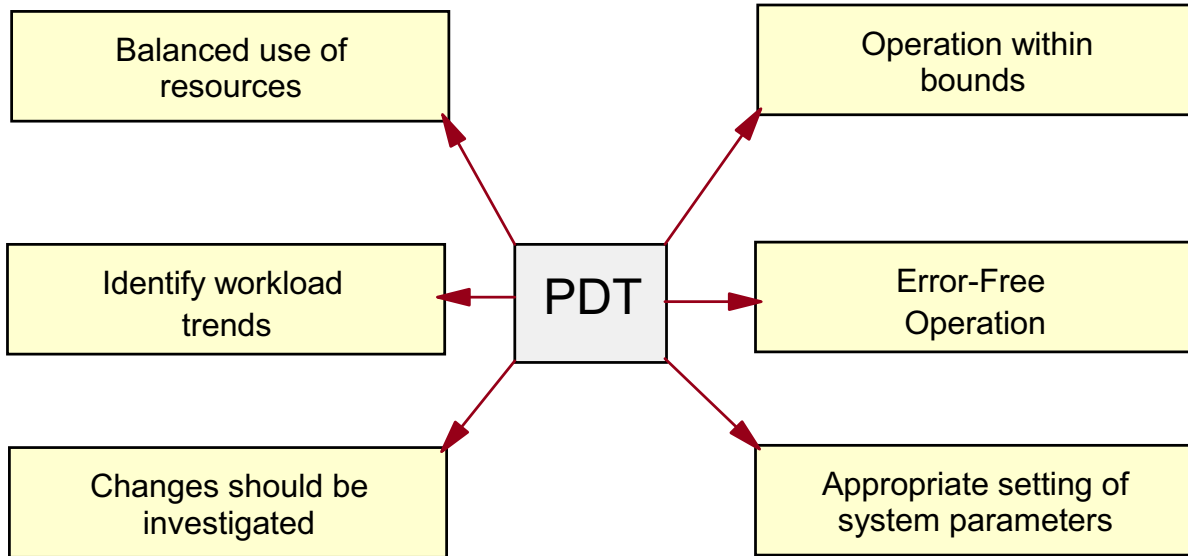 Balanced use of
resources
Operation within
bounds
Identify workload
trends
PDT
Error-Free
Operation
Changes should be
investigated
Appropriate setting of
system parameters